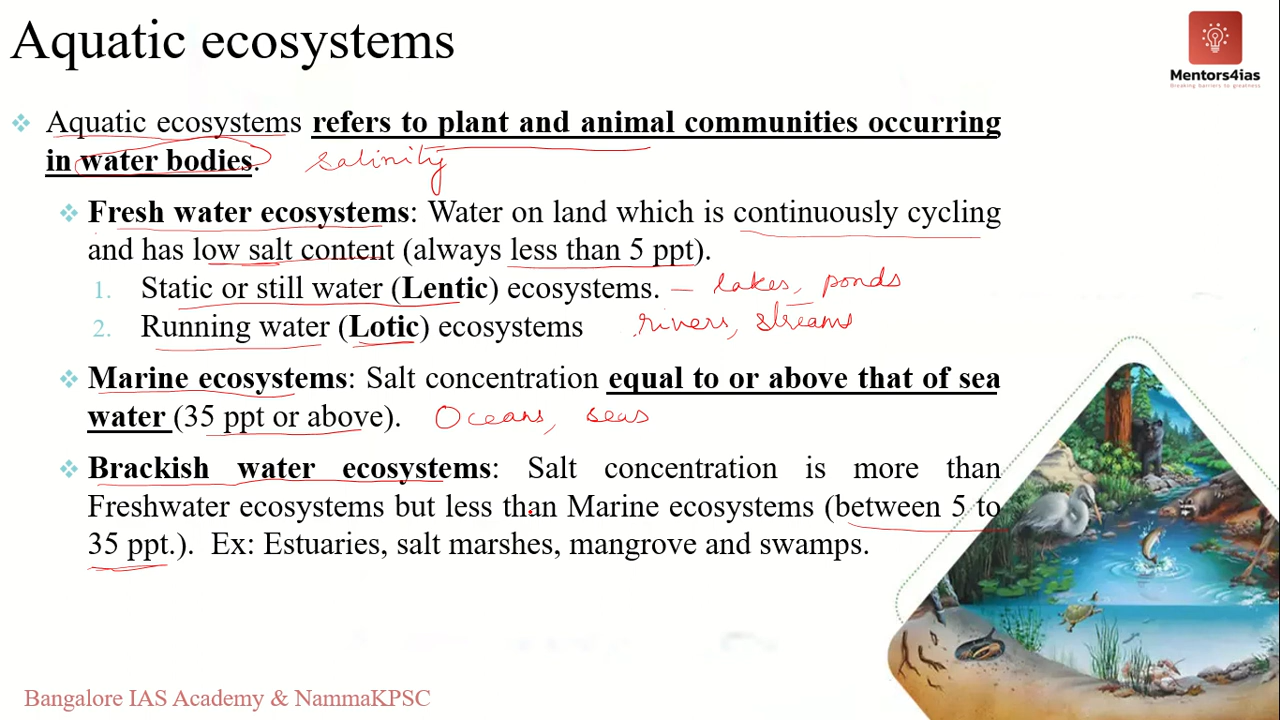 Aquatic ecosystems
Mentors4ias
Breaking barriers to greatness
❖ Aquatic ecosystems refers to plant and animal communities occurring
in water bodies. salinity
❖ Fresh water ecosystems: Water on land which is continuously cycling
and has low salt content (always less than 5 ppt).
1. Static or still water (Lentic) ecosystems. – lakes, ponds
2. Running water (Lotic) ecosystems rivers, streams
❖ Marine ecosystems: Salt concentration equal to or above that of sea
water (35 ppt or above). Oceans, seas
❖ Brackish water ecosystems: Salt concentration is more than
Freshwater ecosystems but less than Marine ecosystems (between 5 to
35 ppt.). Ex: Estuaries, salt marshes, mangrove and swamps.
Bangalore IAS Academy & NammaKPSC